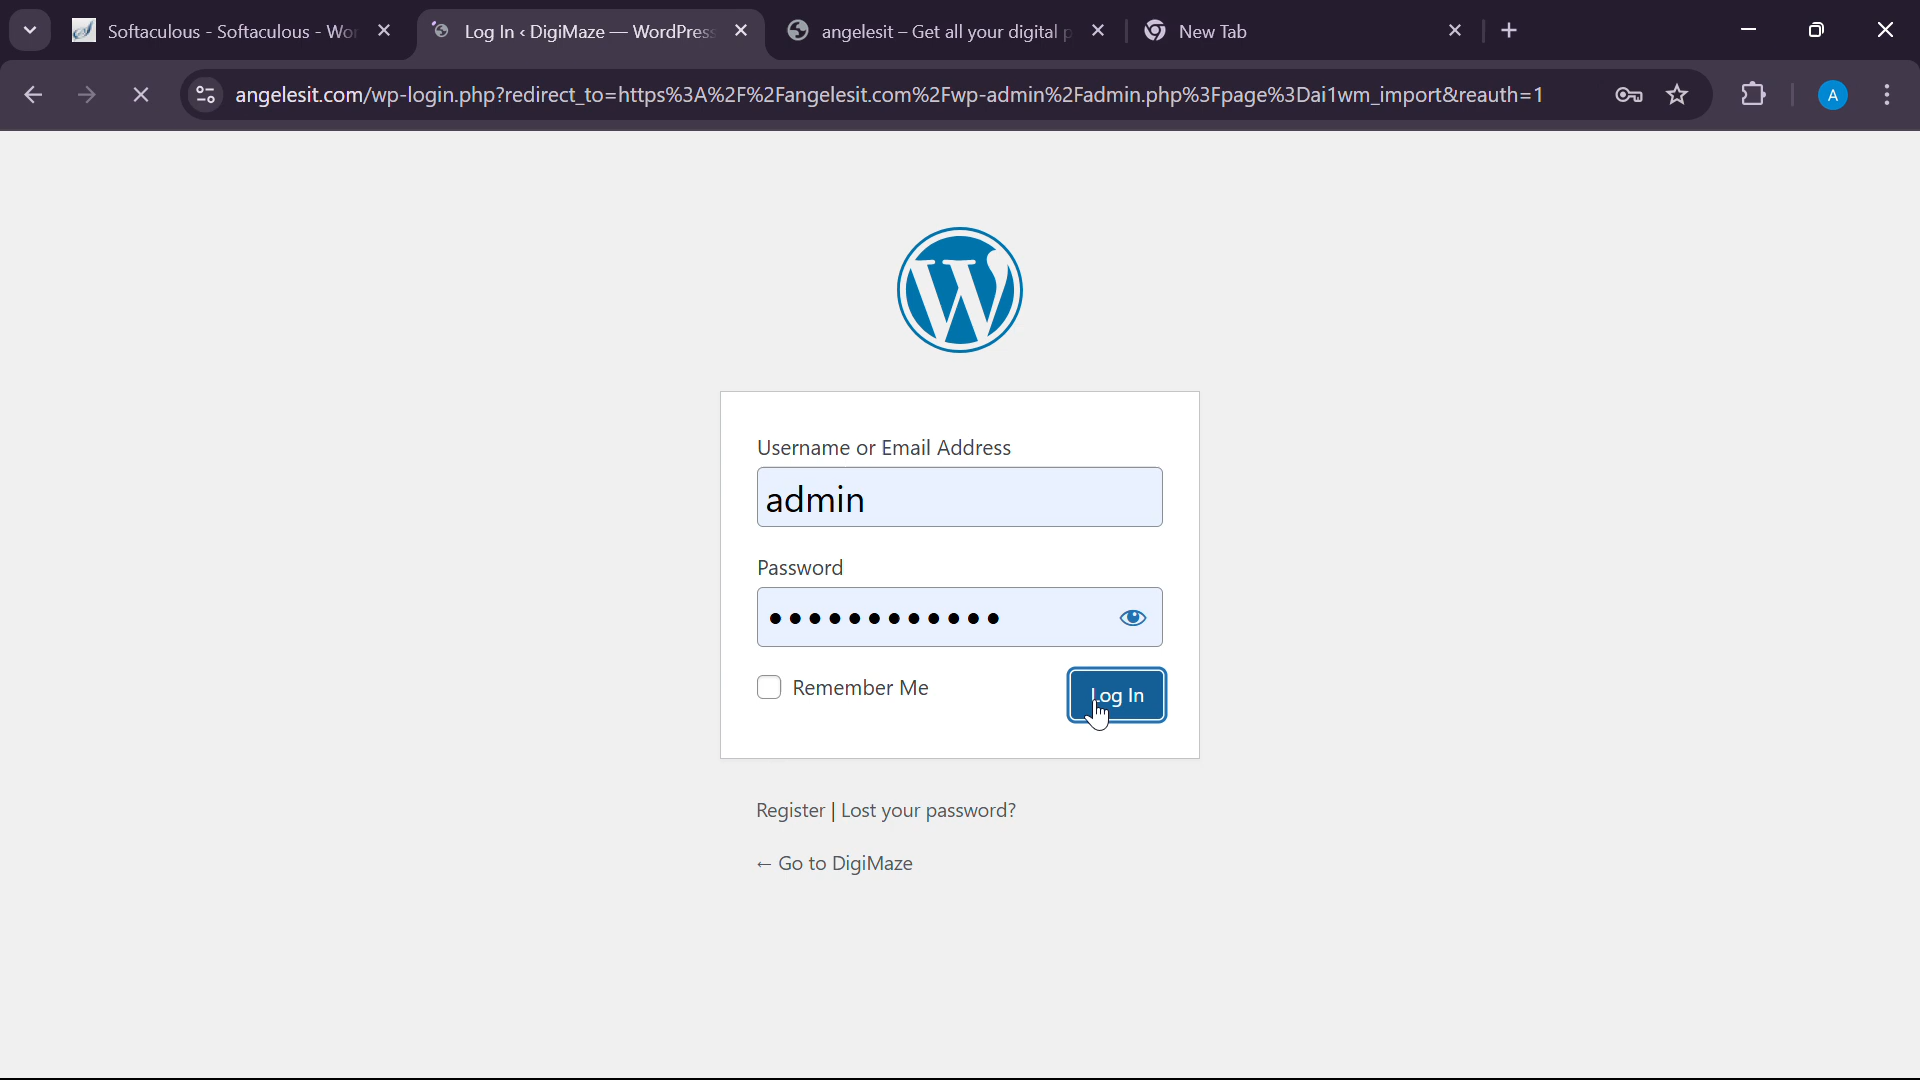 Softaculous - Softaculous - Wo
Log In ‹ DigiMaze — WordPress
angelesit – Get all your digital p
New Tab
angelesit.com/wp-login.php?redirect_to=https%3A%2F%2Fangelesit.com%2Fwp-admin%2Fadmin.php%3Fpage%3Dai1wm_import&reauth=1
A
Username or Email Address
admin
Password
Remember Me
Log In
Register | Lost your password?
← Go to DigiMaze